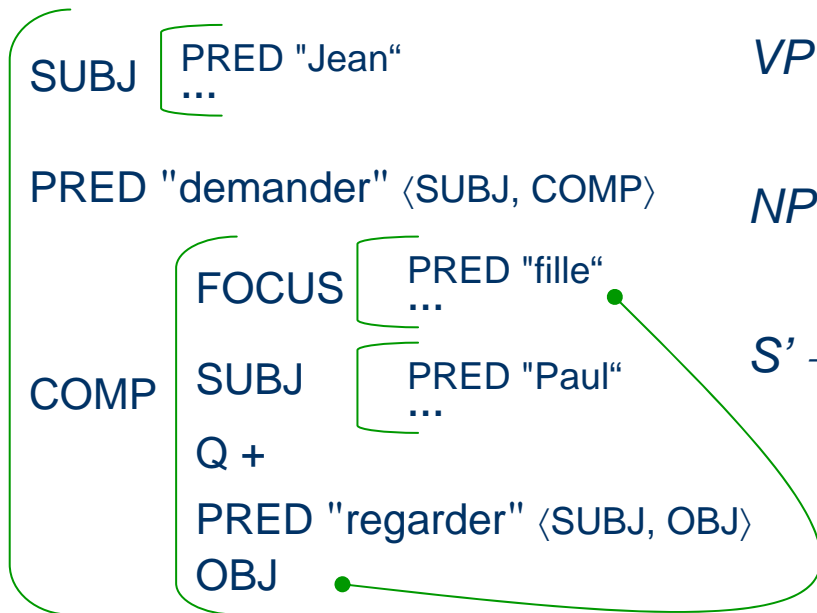 SUBJ PRED "Jean“
...
VP
PRED "demander" ⟨SUBJ, COMP⟩
NP
COMP
FOCUS PRED "fille“
...
SUBJ PRED "Paul“
...
S’ -
Q +
PRED "regarder" ⟨SUBJ, OBJ⟩
OBJ